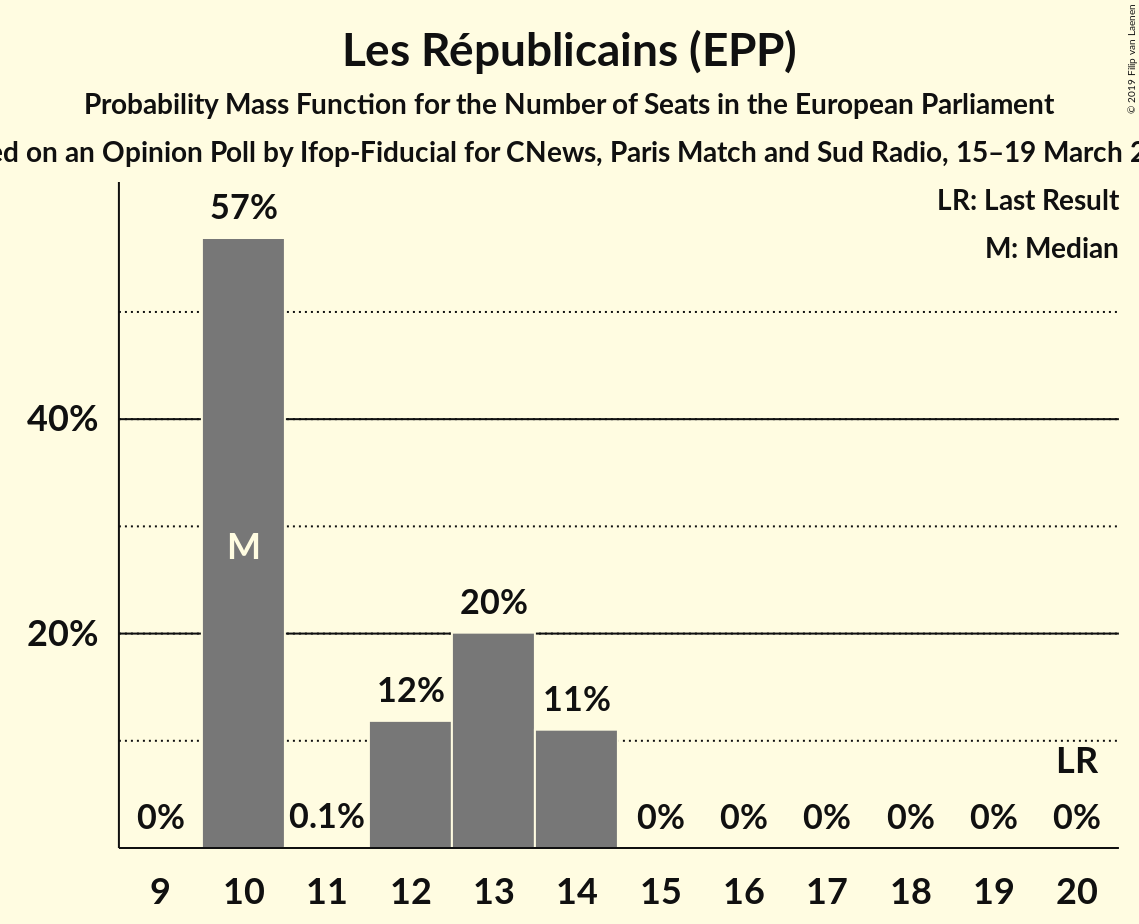 Les Républicains (EPP)
Probability Mass Function for the Number of Seats in the European Parliament
on an Opinion Poll by Ifop-Fiducial for CNews, Paris Match and Sud Radio, 15–19 March
© 2019 Filip van Laenen
LR: Last Result
M: Median
57%
40%
M
20%
20%
12%
11%
LR
0%
0.1%
0%
0%
0%
0%
0%
0%
9 10 11 12 13 14 15 16 17 18 19 20